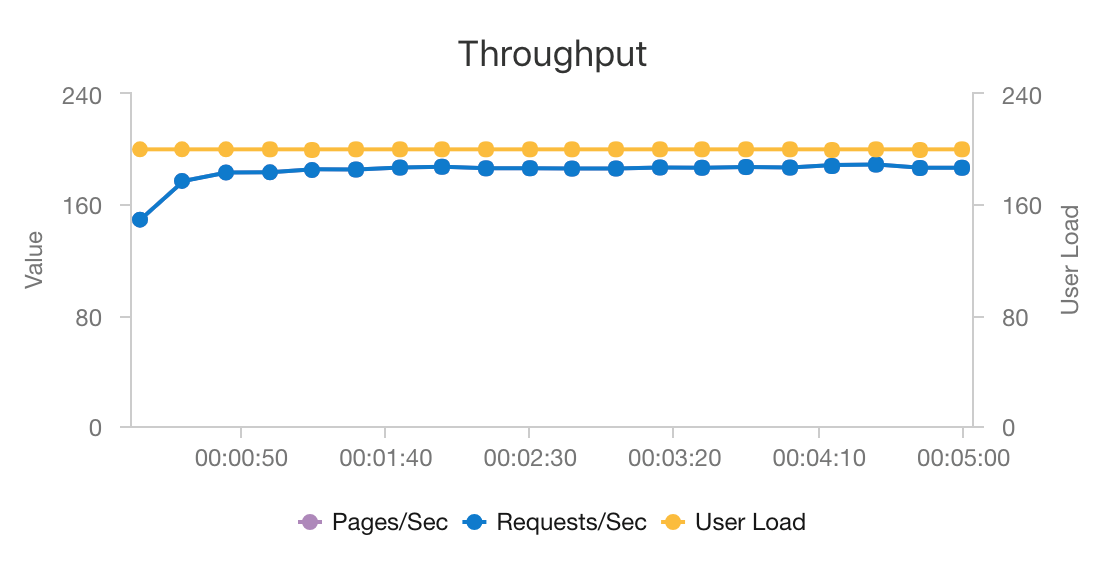 Throughput
240 240
160 160
Value User Load
80 80
0 0
00:00:50 00:01:40 00:02:30 00:03:20 00:04:10 00:05:00
Pages/Sec Requests/Sec User Load